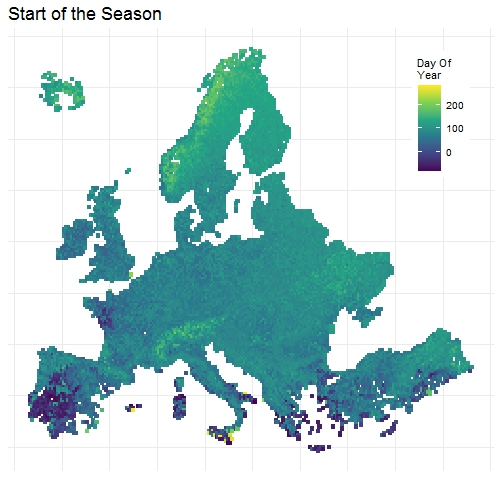 Start of the Season
Day Of
Year
200
100
0